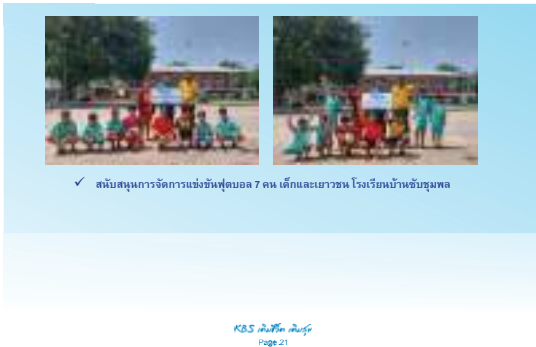 ✓ สนับสนุนการจัดการแข่งขันฟุตบอล 7 คน เด็กและเยาวชน โรงเรียนบ้านซับชุมพล
KBS เติมชีวิต เติมสุข
Page 21